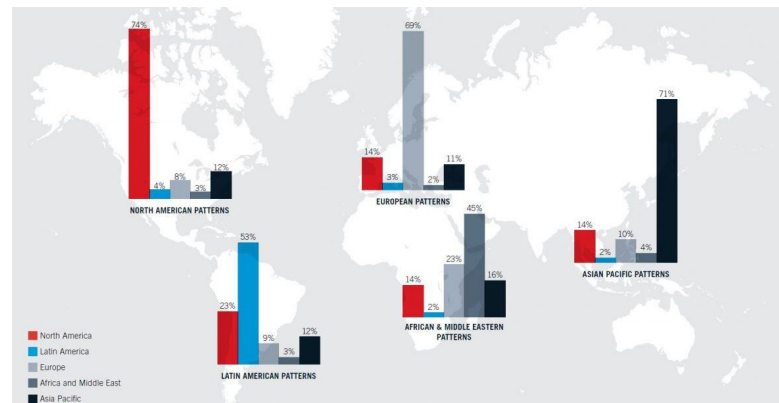 74%
4%
8%
3%
12%
NORTH AMERICAN PATTERNS
69%
14%
3%
2%
11%
EUROPEAN PATTERNS
71%
14%
2%
10%
4%
ASIAN PACIFIC PATTERNS
53%
23%
9%
3%
12%
LATIN AMERICAN PATTERNS
45%
14%
2%
23%
16%
AFRICAN & MIDDLE EASTERN
PATTERNS
North America
Latin America
Europe
Africa and Middle East
Asia Pacific